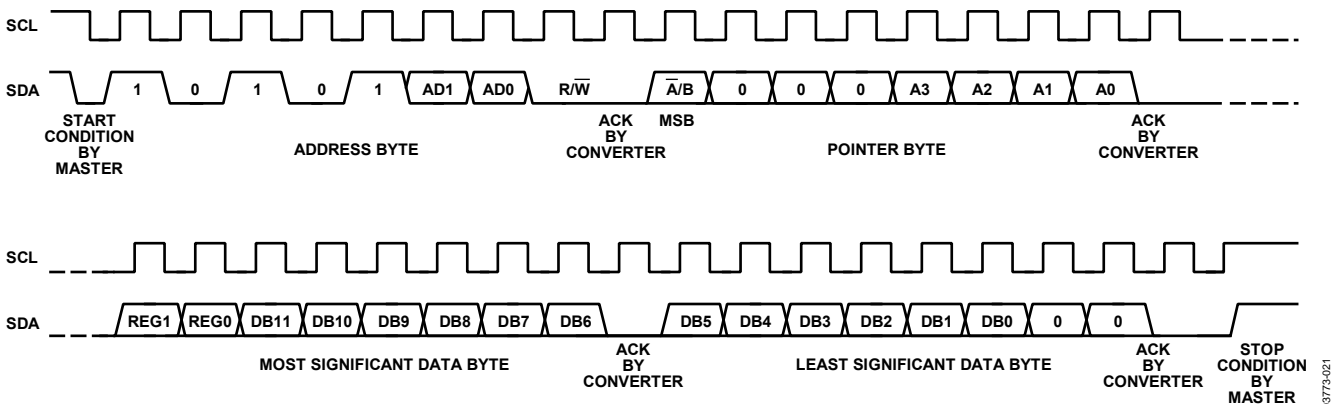 SCL
SDA 1 0 1 0 1 AD1 AD0 R/W̅ A̅/B 0 0 0 A3 A2 A1 A0
START CONDITION BY MASTER
ADDRESS BYTE
ACK BY CONVERTER
MSB
POINTER BYTE
ACK BY CONVERTER
SCL
SDA REG1 REG0 DB11 DB10 DB9 DB8 DB7 DB6 DB5 DB4 DB3 DB2 DB1 DB0 0 0
MOST SIGNIFICANT DATA BYTE
ACK BY CONVERTER
LEAST SIGNIFICANT DATA BYTE
ACK BY CONVERTER
STOP CONDITION BY MASTER
3773-021